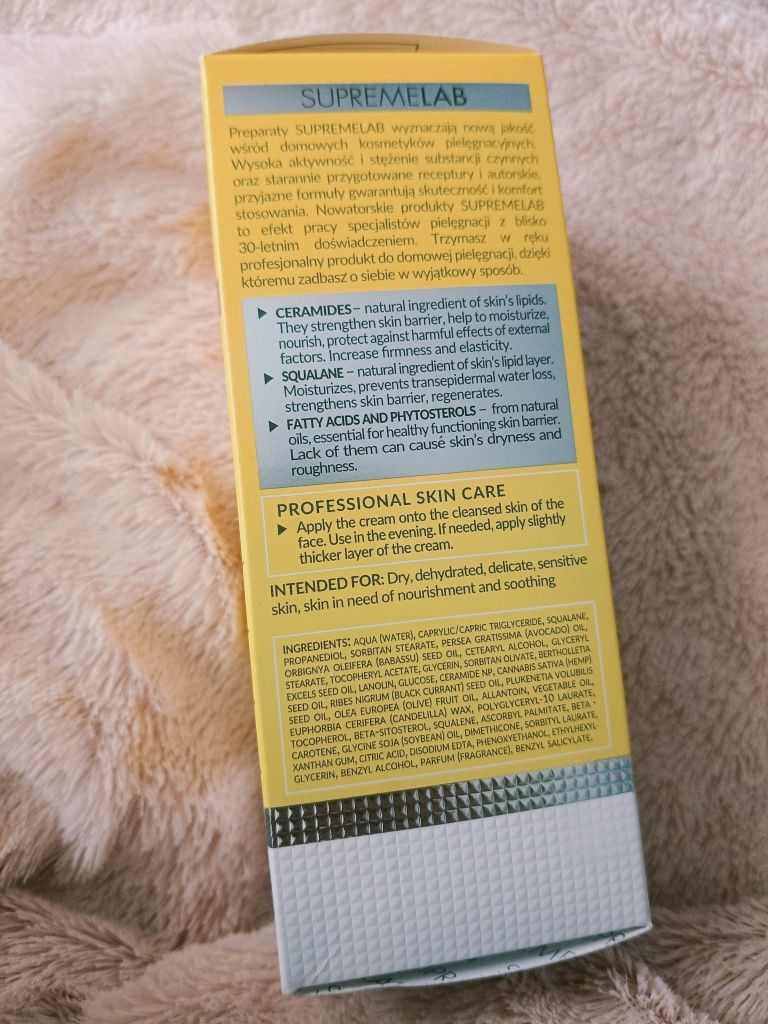 SUPREMELAB
Preparaty SUPREMELAB wyznaczają nową jakość
wśród domowych kosmetyków pielęgnacyjnych.
Wysoka aktywność i stężenie substancji czynnych
oraz starannie przygotowane receptury i autorskie,
przyjazne formuły gwarantują skuteczność i komfort
stosowania. Nowatorskie produkty SUPREMELAB
to efekt pracy specjalistów pielęgnacji z blisko
30-letnim doświadczeniem. Trzymasz w ręku
profesjonalny produkt do domowej pielęgnacji, dzięki
któremu zadbasz o siebie w wyjątkowy sposób.
▶ CERAMIDES – natural ingredient of skin's lipids.
They strengthen skin barrier, help to moisturize,
nourish, protect against harmful effects of external
factors. Increase firmness and elasticity.
▶ SQUALANE – natural ingredient of skin's lipid layer.
Moisturizes, prevents transepidermal water loss,
strengthens skin barrier, regenerates.
▶ FATTY ACIDS AND PHYTOSTEROLS – from natural
oils, essential for healthy functioning skin barrier.
Lack of them can cause skin's dryness and
roughness.
PROFESSIONAL SKIN CARE
▶ Apply the cream onto the cleansed skin of the
face. Use in the evening. If needed, apply slightly
thicker layer of the cream.
INTENDED FOR: Dry, dehydrated, delicate, sensitive
skin, skin in need of nourishment and soothing
INGREDIENTS: AQUA (WATER), CAPRYLIC/CAPRIC TRIGLYCERIDE, SQUALANE,
PROPANEDIOL, SORBITAN STEARATE, PERSEA GRATISSIMA (AVOCADO) OIL,
ORBIGNYA OLEIFERA (BABASSU) SEED OIL, CETEARYL ALCOHOL, GLYCERYL
STEARATE, TOCOPHERYL ACETATE, GLYCERIN, SORBITAN OLIVATE, BERTHOLLETIA
EXCELS SEED OIL, LANOLIN, GLUCOSE, CERAMIDE NP, CANNABIS SATIVA (HEMP)
SEED OIL, RIBES NIGRUM (BLACK CURRANT) SEED OIL, PLUKENETIA VOLUBILIS
SEED OIL, OLEA EUROPEA (OLIVE) FRUIT OIL, ALLANTOIN, VEGETABLE OIL,
EUPHORBIA CERIFERA (CANDELILLA) WAX, POLYGLYCERYL-10 LAURATE,
TOCOPHEROL, BETA-SITOSTEROL, SQUALENE, ASCORBYL PALMITATE, BETA -
CAROTENE, GLYCINE SOJA (SOYBEAN) OIL, DIMETHICONE, SORBITYL LAURATE,
XANTHAN GUM, CITRIC ACID, DISODIUM EDTA, PHENOXYETHANOL, ETHYLHEXYL-
GLYCERIN, BENZYL ALCOHOL, PARFUM (FRAGRANCE), BENZYL SALICYLATE.